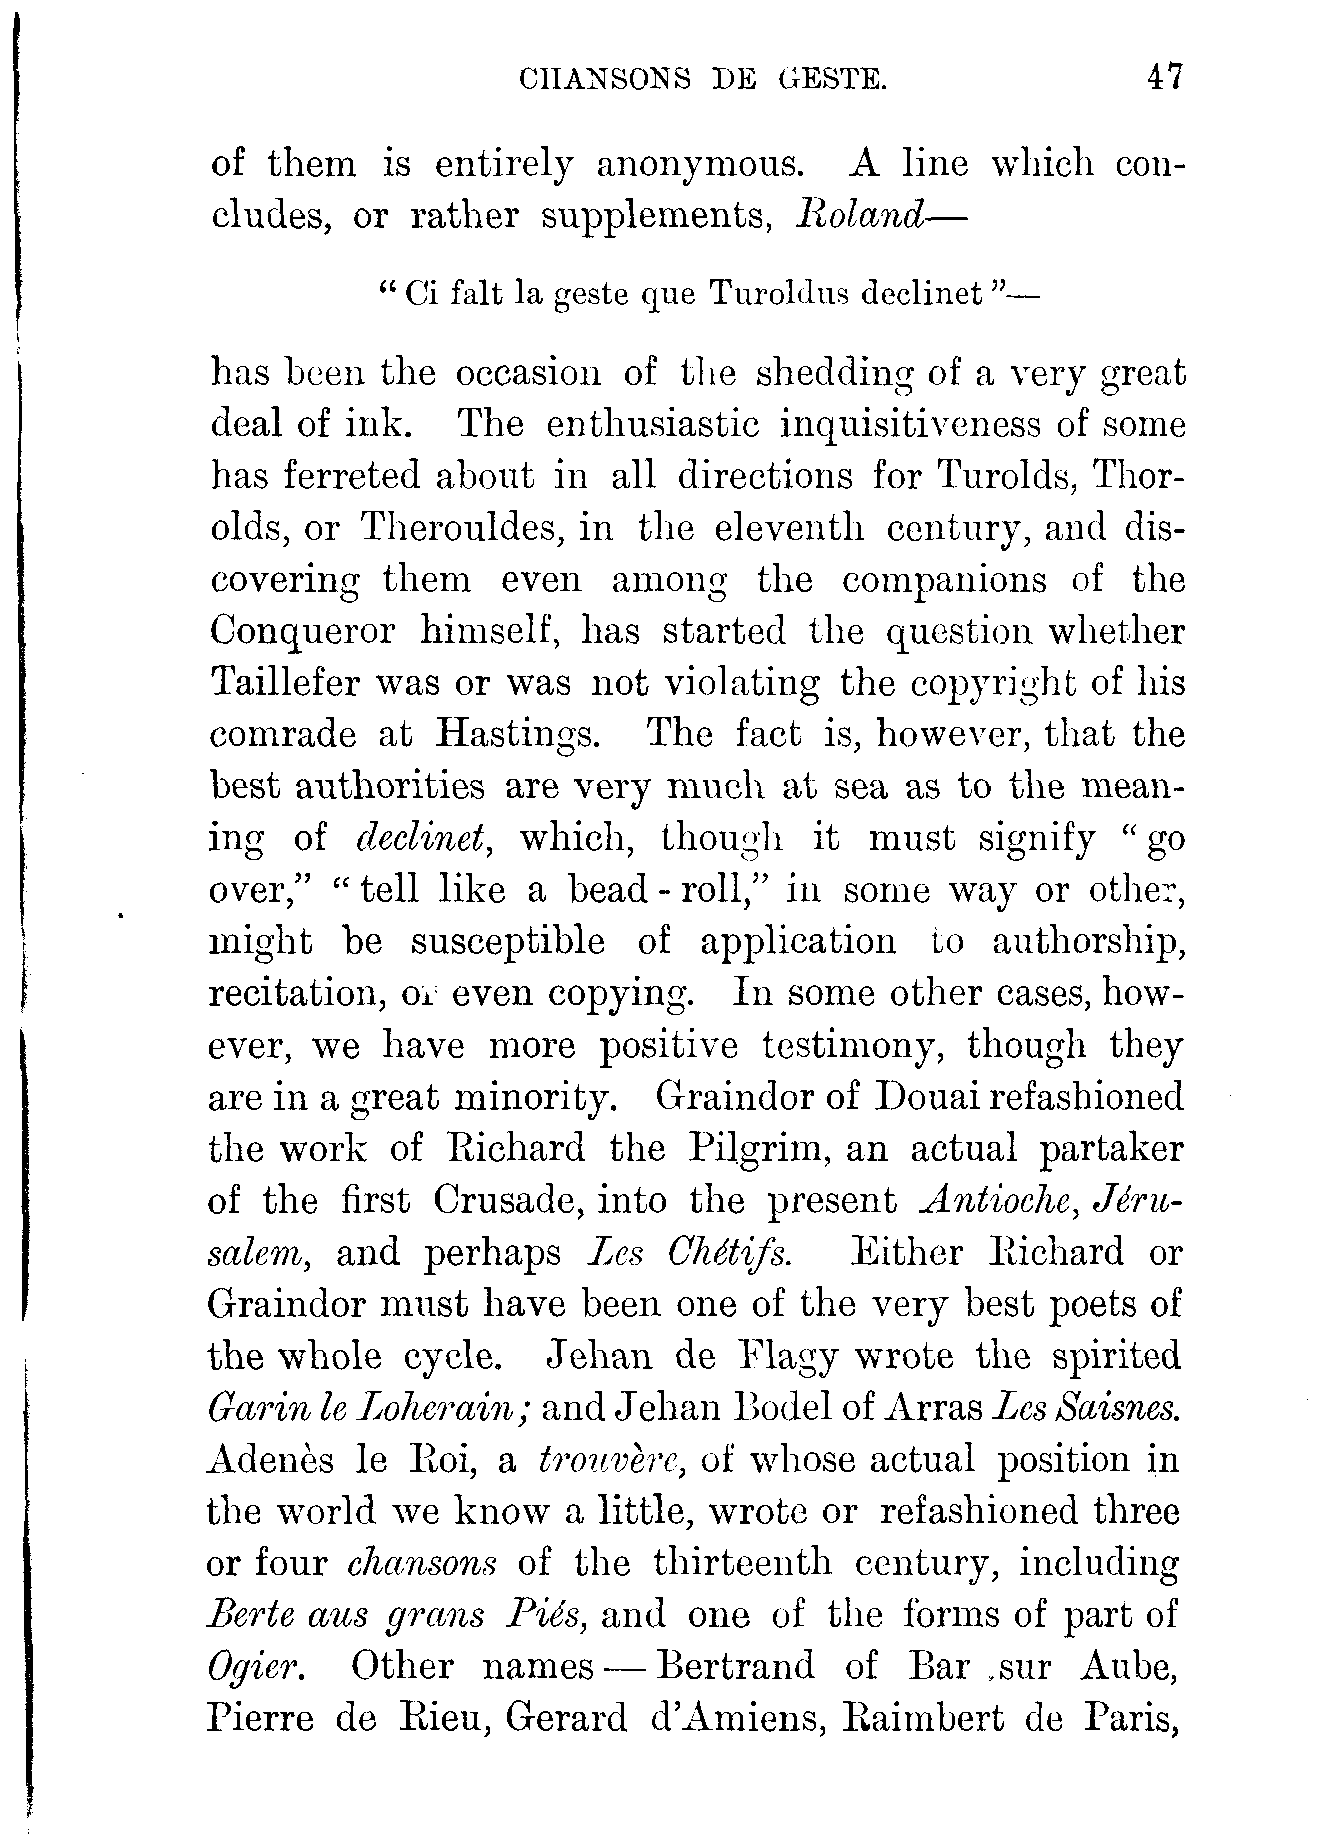 CHANSONS DE GESTE. 47
of them is entirely anonymous. A line which con-
cludes, or rather supplements, Roland—
“ Ci falt la geste que Turoldus declinet ”—
has been the occasion of the shedding of a very great
deal of ink. The enthusiastic inquisitiveness of some
has ferreted about in all directions for Turolds, Thor-
olds, or Therouldes, in the eleventh century, and dis-
covering them even among the companions of the
Conqueror himself, has started the question whether
Taillefer was or was not violating the copyright of his
comrade at Hastings. The fact is, however, that the
best authorities are very much at sea as to the mean-
ing of declinet, which, though it must signify “ go
over,” “ tell like a bead - roll,” in some way or other,
might be susceptible of application to authorship,
recitation, or even copying. In some other cases, how-
ever, we have more positive testimony, though they
are in a great minority. Graindor of Douai refashioned
the work of Richard the Pilgrim, an actual partaker
of the first Crusade, into the present Antioche, Jéru-
salem, and perhaps Les Chétifs. Either Richard or
Graindor must have been one of the very best poets of
the whole cycle. Jehan de Flagy wrote the spirited
Garin le Loherain; and Jehan Bodel of Arras Les Saisnes.
Adenès le Roi, a trouvère, of whose actual position in
the world we know a little, wrote or refashioned three
or four chansons of the thirteenth century, including
Berte aus grans Piés, and one of the forms of part of
Ogier. Other names — Bertrand of Bar sur Aube,
Pierre de Rieu, Gerard d’Amiens, Raimbert de Paris,